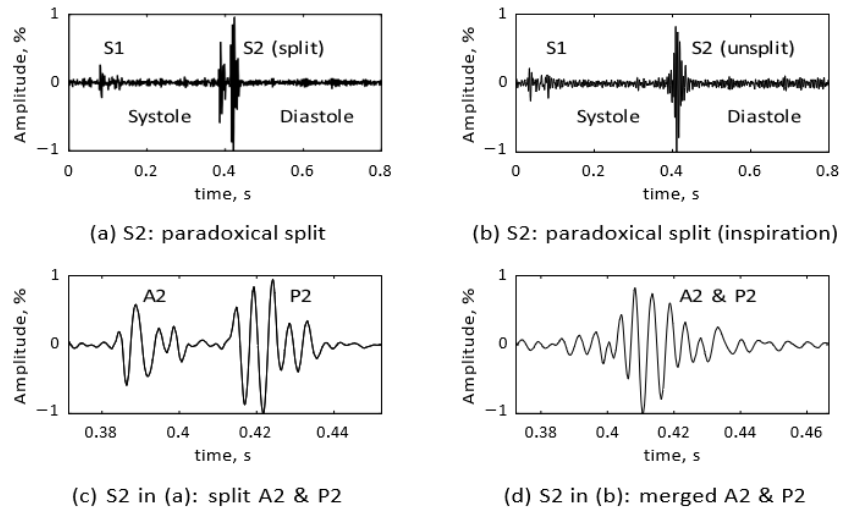 1
S1
S2 (split)
0
Systole
Diastole
−1
0 0.2 0.4 0.6 0.8
Amplitude, %
time, s
(a) S2: paradoxical split
1
S1
S2 (unsplit)
0
Systole
Diastole
−1
0 0.2 0.4 0.6 0.8
Amplitude, %
time, s
(b) S2: paradoxical split (inspiration)
1
A2
P2
0
−1
0.38 0.4 0.42 0.44
Amplitude, %
time, s
(c) S2 in (a): split A2 & P2
1
A2 & P2
0
−1
0.38 0.4 0.42 0.44 0.46
Amplitude, %
time, s
(d) S2 in (b): merged A2 & P2